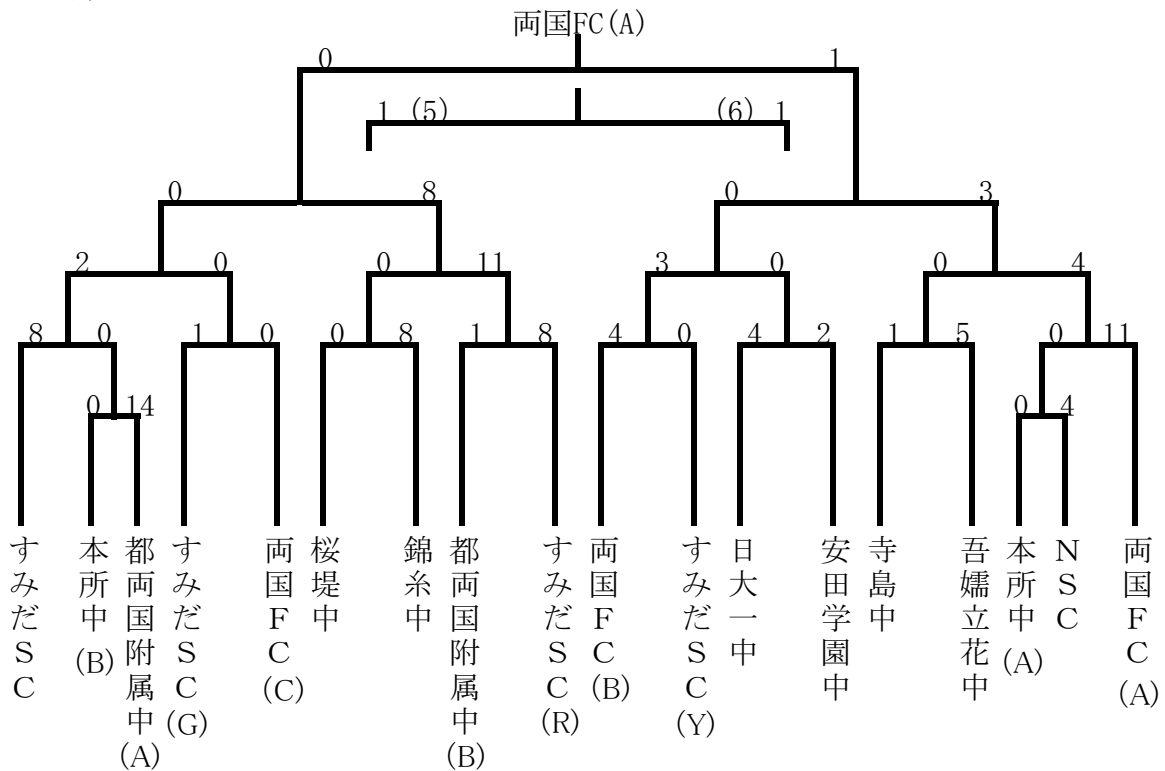 両国FC(A)
0 1
1 (5) (6) 1
0 8 0 3
2 0 0 11 3 0 0 4
8 0 1 0 0 8 1 8 4 0 4 2 1 5 0 11
0 14 0 4
すみだSC
本所中(B)
都両国附属中(A)
すみだSC(G)
両国FC(C)
桜堤中
錦糸中
都両国附属中(B)
すみだSC(R)
両国FC(B)
すみだSC(Y)
日大一中
安田学園中
寺島中
吾嬬立花中
本所中(A)
NSC
両国FC(A)